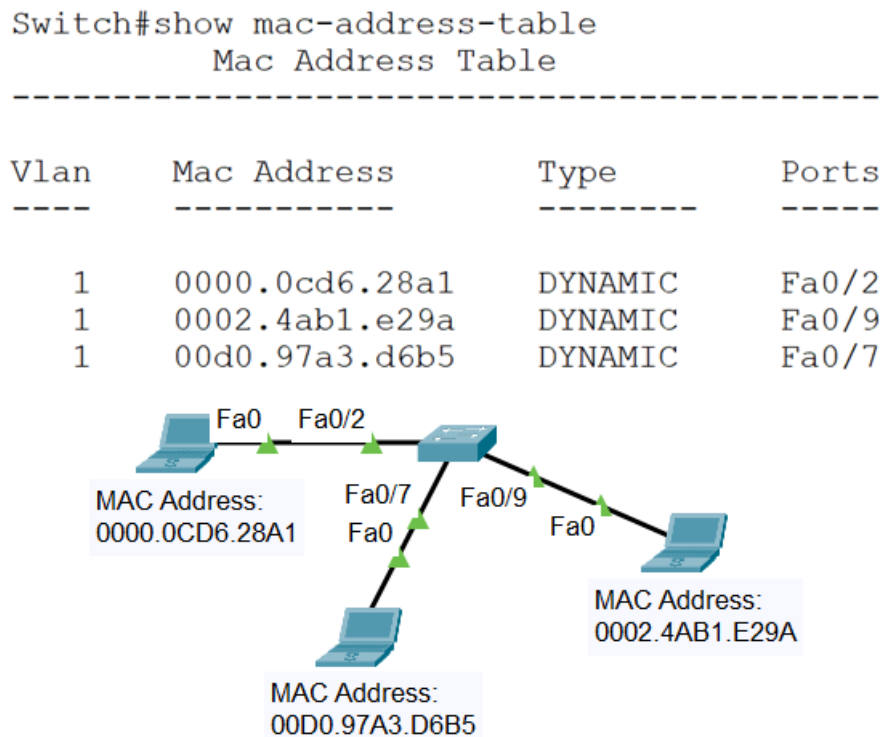 Switch#show mac-address-table
Mac Address Table
-------------------------------------------
Vlan Mac Address Type Ports
---- ----------- -------- -----
1 0000.0cd6.28a1 DYNAMIC Fa0/2
1 0002.4ab1.e29a DYNAMIC Fa0/9
1 00d0.97a3.d6b5 DYNAMIC Fa0/7
Fa0 Fa0/2
MAC Address:
0000.0CD6.28A1
Fa0/7 Fa0/9
Fa0 Fa0
MAC Address:
0002.4AB1.E29A
MAC Address:
00D0.97A3.D6B5